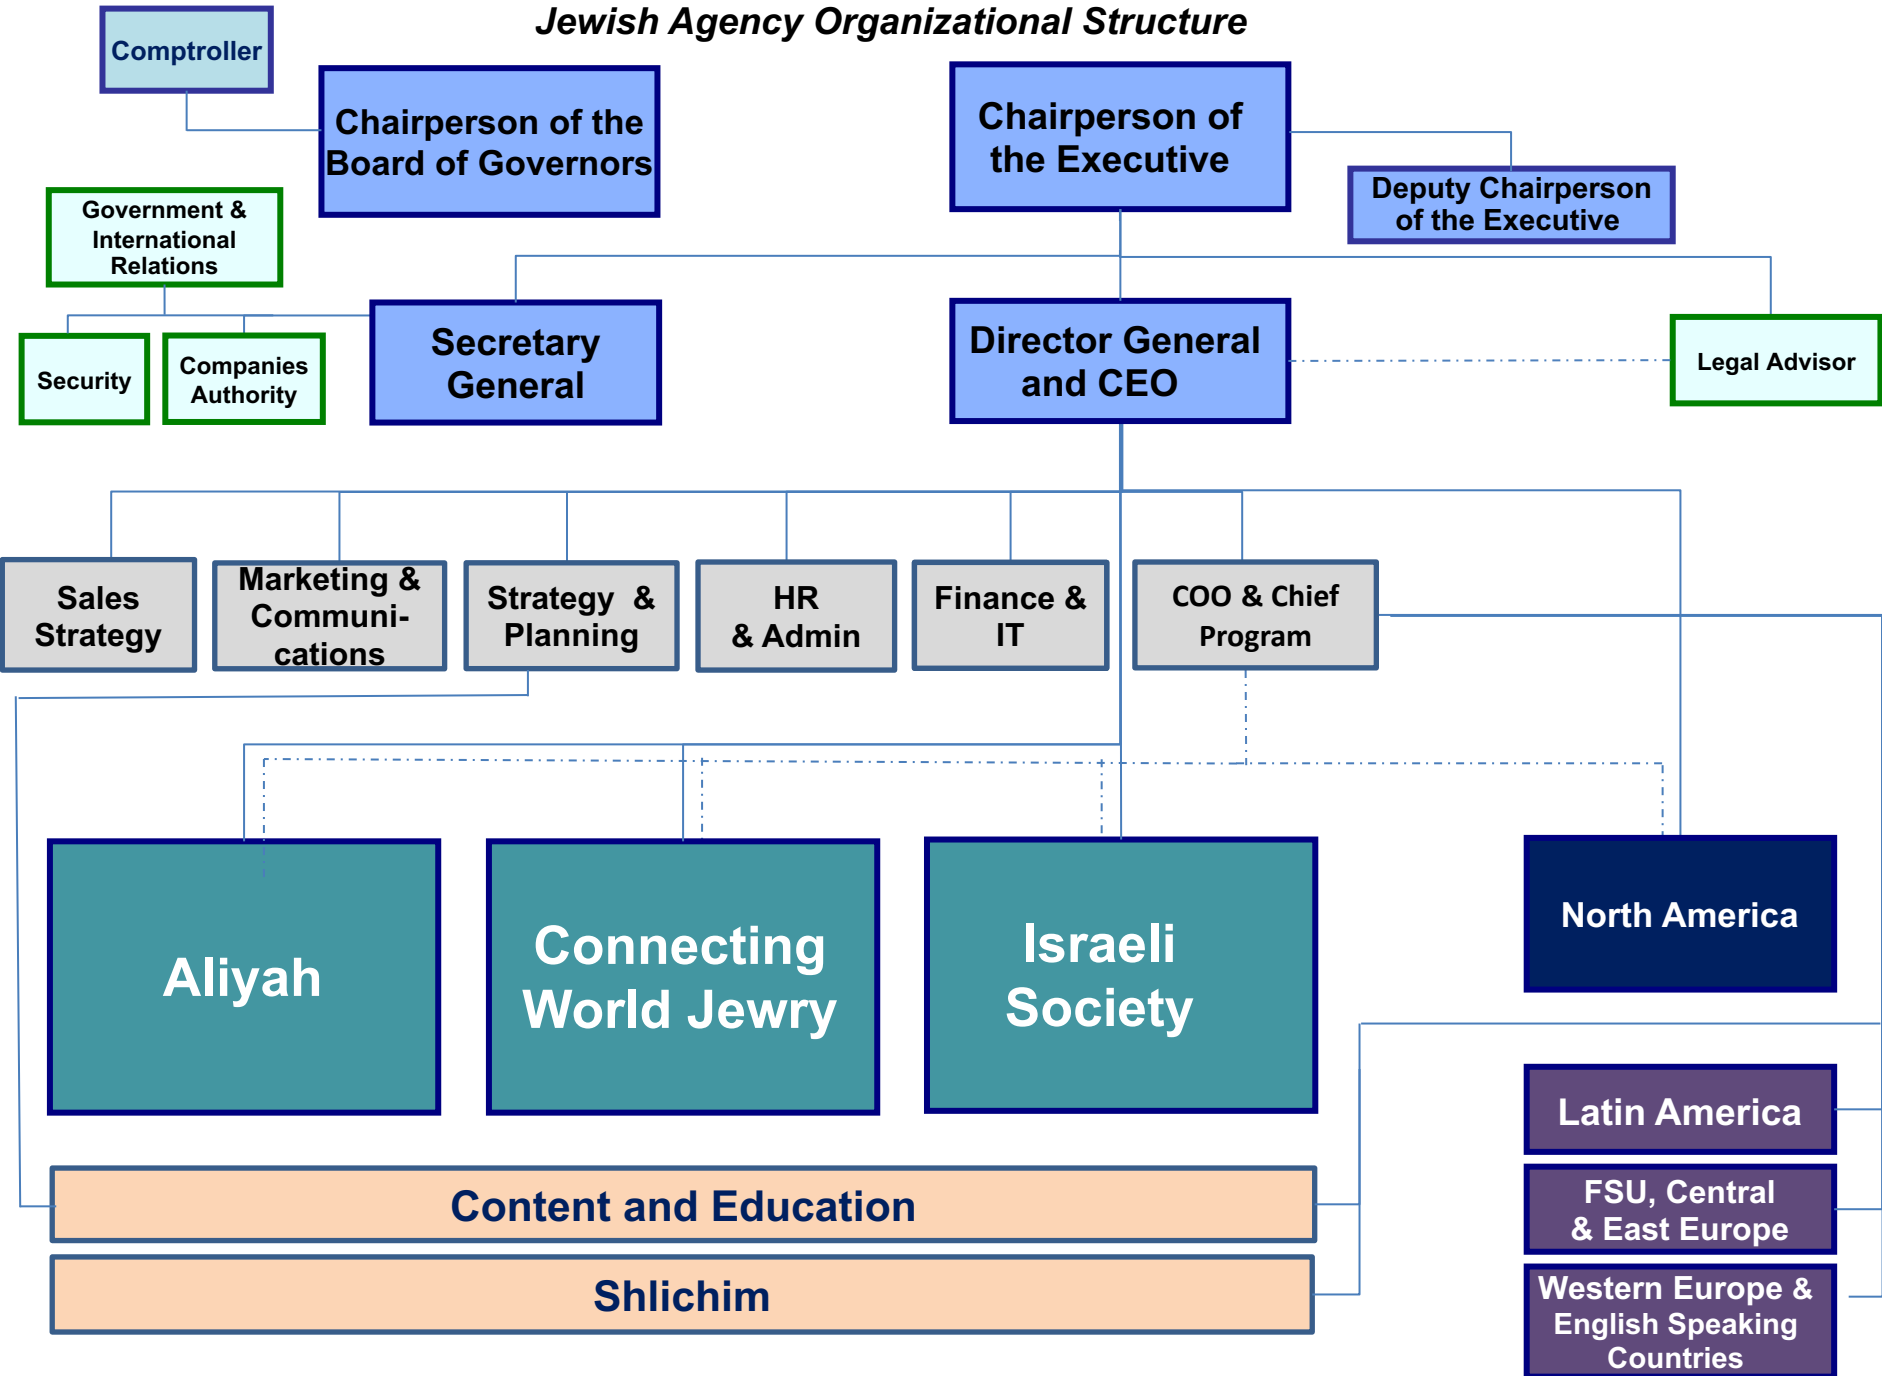 Jewish Agency Organizational Structure
Comptroller
Chairperson of the
Board of Governors
Chairperson of
the Executive
Deputy Chairperson
of the Executive
Government &
International
Relations
Security
Companies
Authority
Secretary
General
Director General
and CEO
Legal Advisor
Sales
Strategy
Marketing &
Communi-
cations
Strategy & 
Planning
HR
& Admin
Finance &
IT
COO & Chief
Program
Aliyah
Connecting
World Jewry
Israeli
Society
North America
Latin America
FSU, Central
& East Europe
Western Europe &
English Speaking
Countries
Content and Education
Shlichim